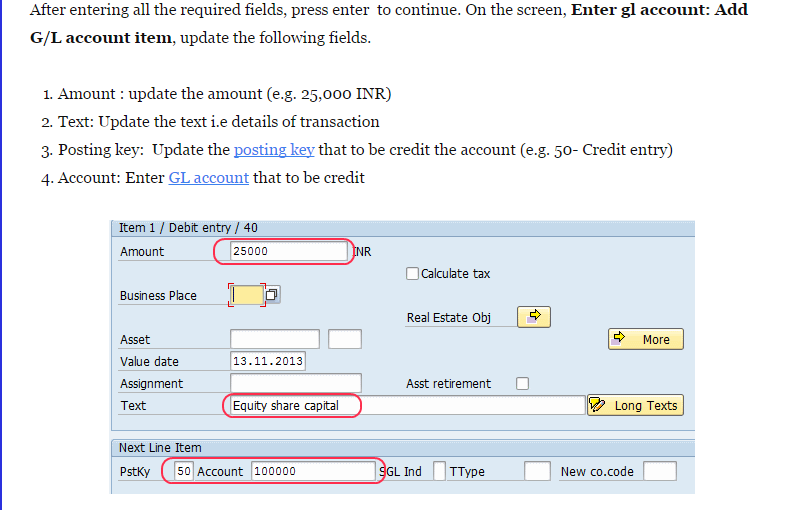 After entering all the required fields, press enter  to continue. On the screen, Enter gl account: Add
G/L account item, update the following fields.
1. Amount : update the amount (e.g. 25,000 INR)
2. Text: Update the text i.e details of transaction
3. Posting key:  Update the posting key that to be credit the account (e.g. 50- Credit entry)
4. Account: Enter GL account that to be credit
Item 1 / Debit entry / 40
Amount 25000 INR
Calculate tax
Business Place
Real Estate Obj
Asset More
Value date 13.11.2013
Assignment Asst retirement
Text Equity share capital Long Texts
Next Line Item
PstKy 50 Account 100000 SGL Ind TType New co.code